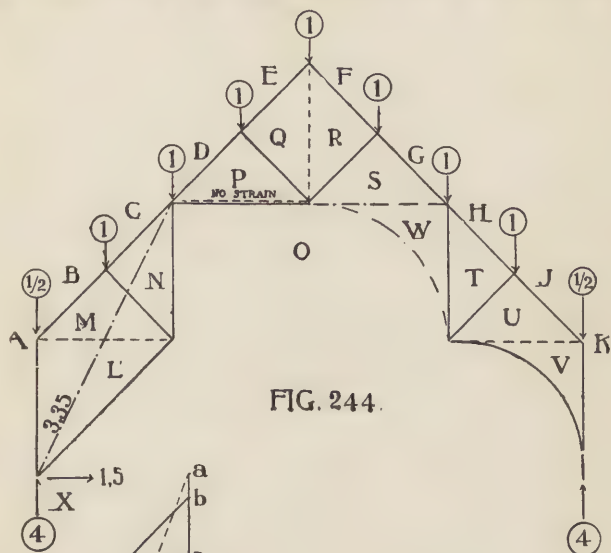 1
E F
1 1
D Q R G
1 P S 1
NO STRAIN
C W H
1 O 1
B N T J
1/2 M U 1/2
A K
L V
3,35
FIG. 244.
1,5
X a
4 b 4